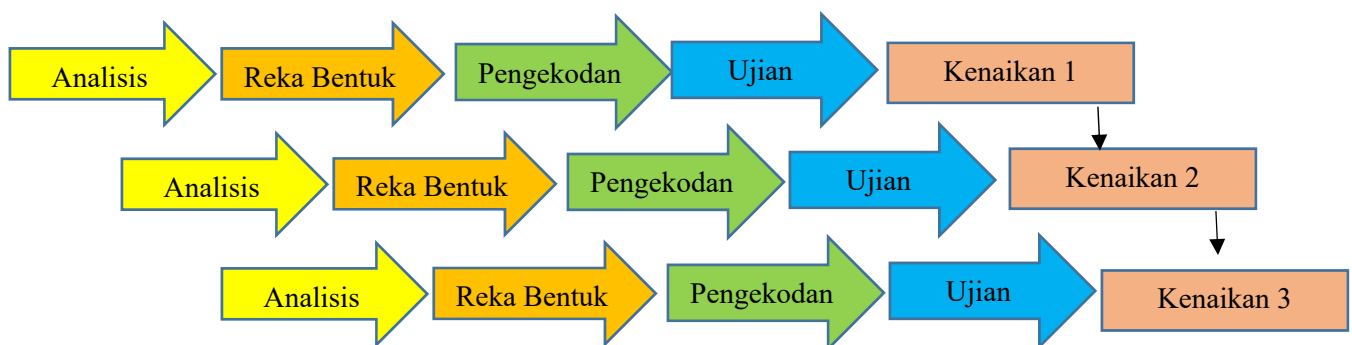 Analisis
Reka Bentuk
Pengekodan
Ujian
Kenaikan 1
Analisis
Reka Bentuk
Pengekodan
Ujian
Kenaikan 2
Analisis
Reka Bentuk
Pengekodan
Ujian
Kenaikan 3